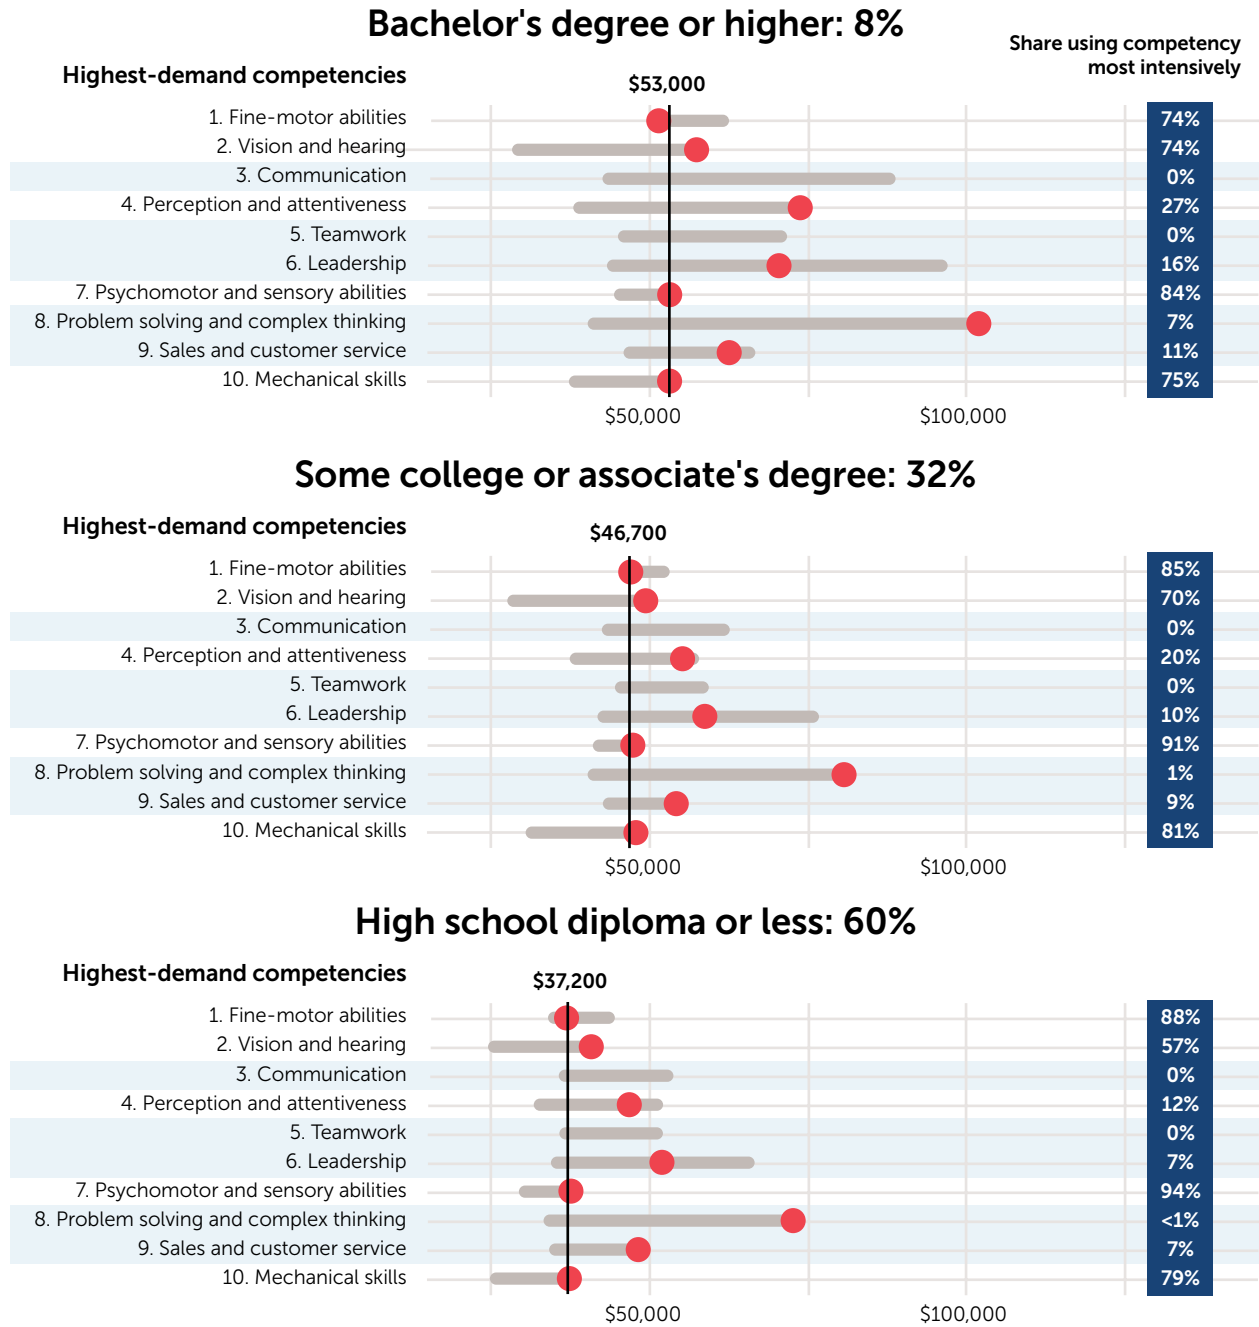 Bachelor's degree or higher: 8%
Share using competency
most intensively
Highest-demand competencies
$53,000
1. Fine-motor abilities 74%
2. Vision and hearing 74%
3. Communication 0%
4. Perception and attentiveness 27%
5. Teamwork 0%
6. Leadership 16%
7. Psychomotor and sensory abilities 84%
8. Problem solving and complex thinking 7%
9. Sales and customer service 11%
10. Mechanical skills 75%
$50,000 $100,000
Some college or associate's degree: 32%
Highest-demand competencies
$46,700
1. Fine-motor abilities 85%
2. Vision and hearing 70%
3. Communication 0%
4. Perception and attentiveness 20%
5. Teamwork 0%
6. Leadership 10%
7. Psychomotor and sensory abilities 91%
8. Problem solving and complex thinking 1%
9. Sales and customer service 9%
10. Mechanical skills 81%
$50,000 $100,000
High school diploma or less: 60%
Highest-demand competencies
$37,200
1. Fine-motor abilities 88%
2. Vision and hearing 57%
3. Communication 0%
4. Perception and attentiveness 12%
5. Teamwork 0%
6. Leadership 7%
7. Psychomotor and sensory abilities 94%
8. Problem solving and complex thinking <1%
9. Sales and customer service 7%
10. Mechanical skills 79%
$50,000 $100,000